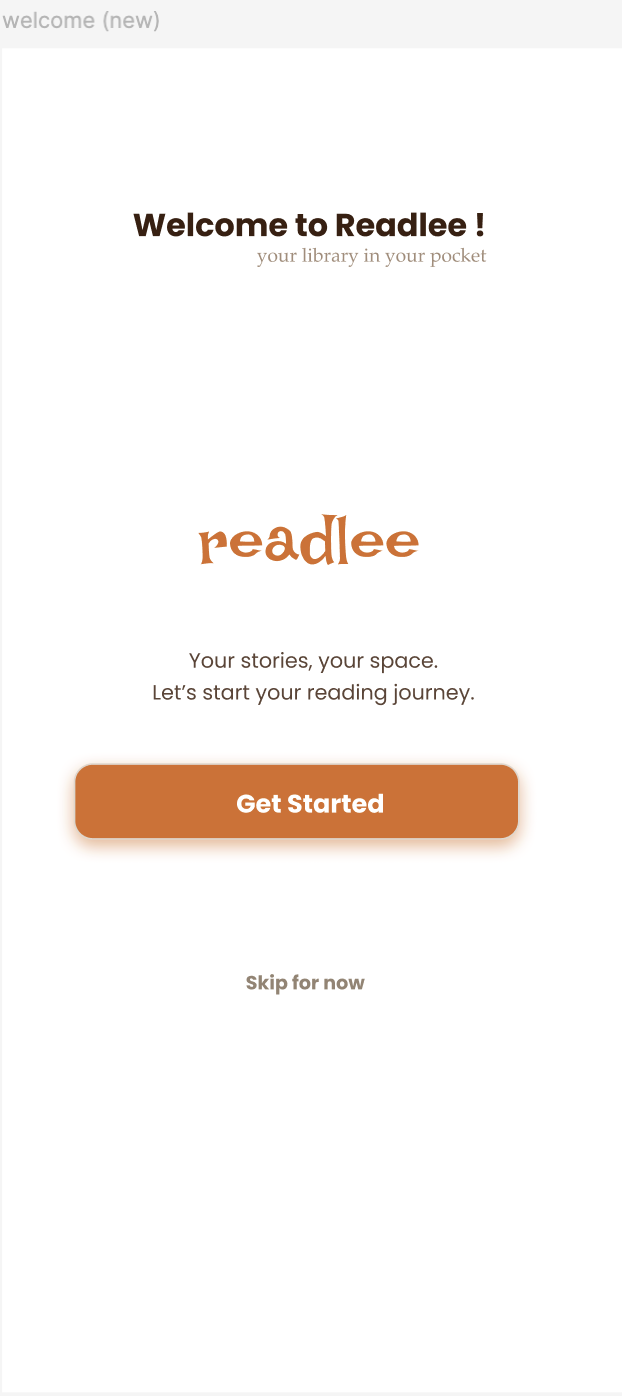 welcome (new)
Welcome to Readlee !
your library in your pocket
readlee
Your stories, your space.
Let’s start your reading journey.
Get Started
Skip for now